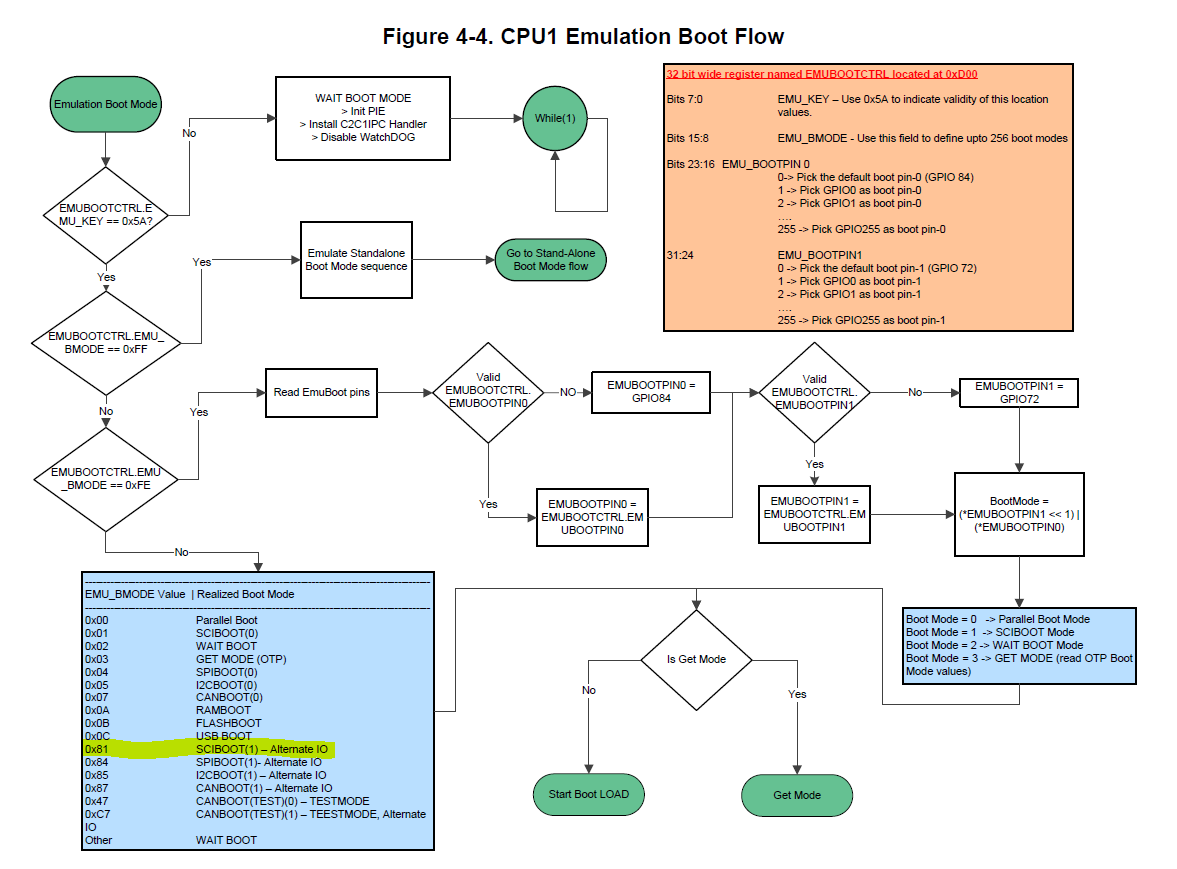 Figure 4-4. CPU1 Emulation Boot Flow
Emulation Boot Mode
No
WAIT BOOT MODE
> Init PIE
> Install C2C1IPC Handler
> Disable WatchDOG
While(1)
32 bit wide register named EMUBOOTCTRL located at 0xD00
Bits 7:0 EMU_KEY – Use 0x5A to indicate validity of this location
values.
Bits 15:8 EMU_BMODE - Use this field to define upto 256 boot modes
Bits 23:16 EMU_BOOTPIN 0
0-> Pick the default boot pin-0 (GPIO 84)
1 -> Pick GPIO0 as boot pin-0
2 -> Pick GPIO1 as boot pin-0
....
255 -> Pick GPIO255 as boot pin-0
31:24 EMU_BOOTPIN1
0 -> Pick the default boot pin-1 (GPIO 72)
1 -> Pick GPIO0 as boot pin-1
2 -> Pick GPIO1 as boot pin-1
....
255 -> Pick GPIO255 as boot pin-1
EMUBOOTCTRL.E
MU_KEY == 0x5A?
Yes
Yes
Emulate Standalone
Boot Mode sequence
Go to Stand-Alone
Boot Mode flow
EMUBOOTCTRL.EMU_
BMODE == 0xFF
No
Yes
Read EmuBoot pins
Valid
EMUBOOTCTRL.
EMUBOOTPIN0
NO
EMUBOOTPIN0 =
GPIO84
Valid
EMUBOOTCTRL.
EMUBOOTPIN1
No
EMUBOOTPIN1 =
GPIO72
EMUBOOTCTRL.EMU
_BMODE == 0xFE
Yes
EMUBOOTPIN0 =
EMUBOOTCTRL.EM
UBOOTPIN0
Yes
EMUBOOTPIN1 =
EMUBOOTCTRL.EM
UBOOTPIN1
BootMode =
(*EMUBOOTPIN1 << 1) |
(*EMUBOOTPIN0)
No
EMU_BMODE Value | Realized Boot Mode
0x00 Parallel Boot
0x01 SCIBOOT(0)
0x02 WAIT BOOT
0x03 GET MODE (OTP)
0x04 SPIBOOT(0)
0x05 I2CBOOT(0)
0x07 CANBOOT(0)
0x0A RAMBOOT
0x0B FLASHBOOT
0x0C USB BOOT
0x81 SCIBOOT(1) – Alternate IO
0x84 SPIBOOT(1)- Alternate IO
0x85 I2CBOOT(1) – Alternate IO
0x87 CANBOOT(1) – Alternate IO
0x47 CANBOOT(TEST)(0) – TESTMODE
0xC7 CANBOOT(TEST)(1) – TEESTMODE, Alternate
IO
Other WAIT BOOT
Is Get Mode
No
Yes
Start Boot LOAD
Get Mode
Boot Mode = 0 -> Parallel Boot Mode
Boot Mode = 1 -> SCIBOOT Mode
Boot Mode = 2 -> WAIT BOOT Mode
Boot Mode = 3 -> GET MODE (read OTP Boot
Mode values)